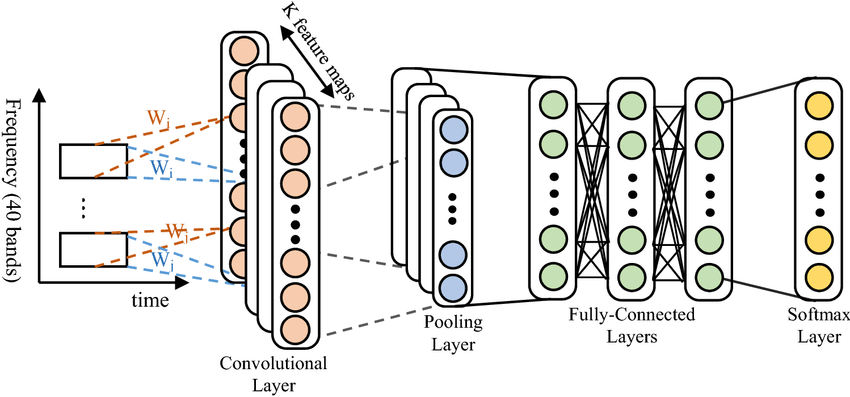 K feature maps
Frequency (40 bands)
Wj
Wi
Wj
Wi
time
Convolutional
Layer
Pooling
Layer
Fully-Connected
Layers
Softmax
Layer